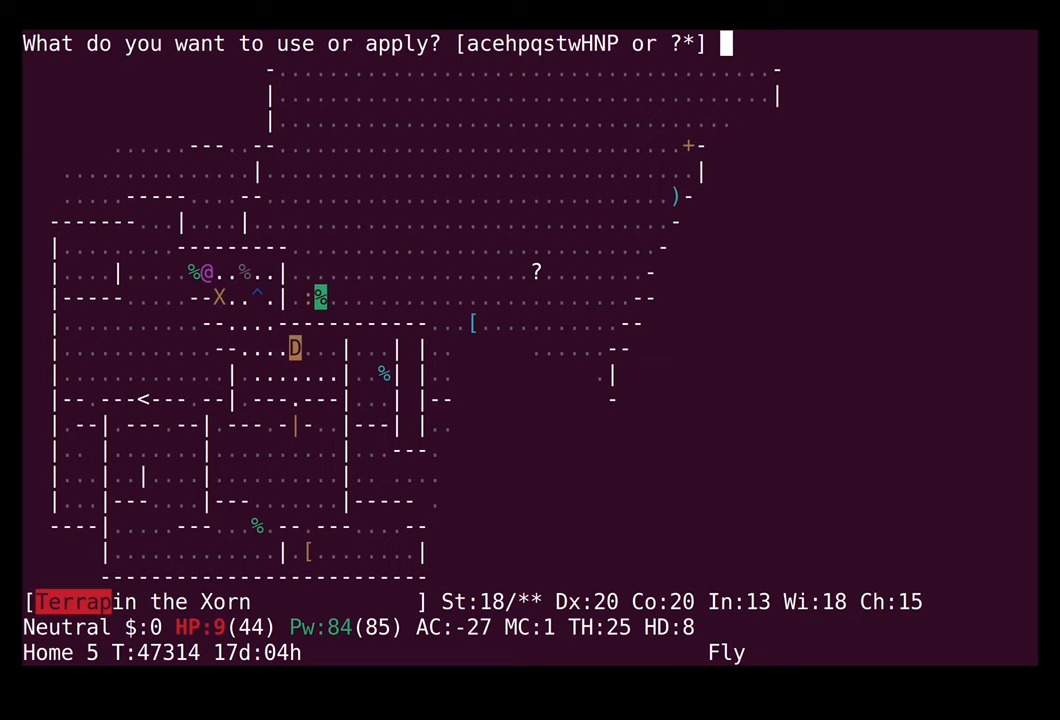 What do you want to use or apply? [acehpqstwHNP or ?*]
[Terrapin the Xorn ] St:18/** Dx:20 Co:20 In:13 Wi:18 Ch:15
Neutral $:0 HP:9(44) Pw:84(85) AC:-27 MC:1 TH:25 HD:8
Home 5 T:47314 17d:04h Fly